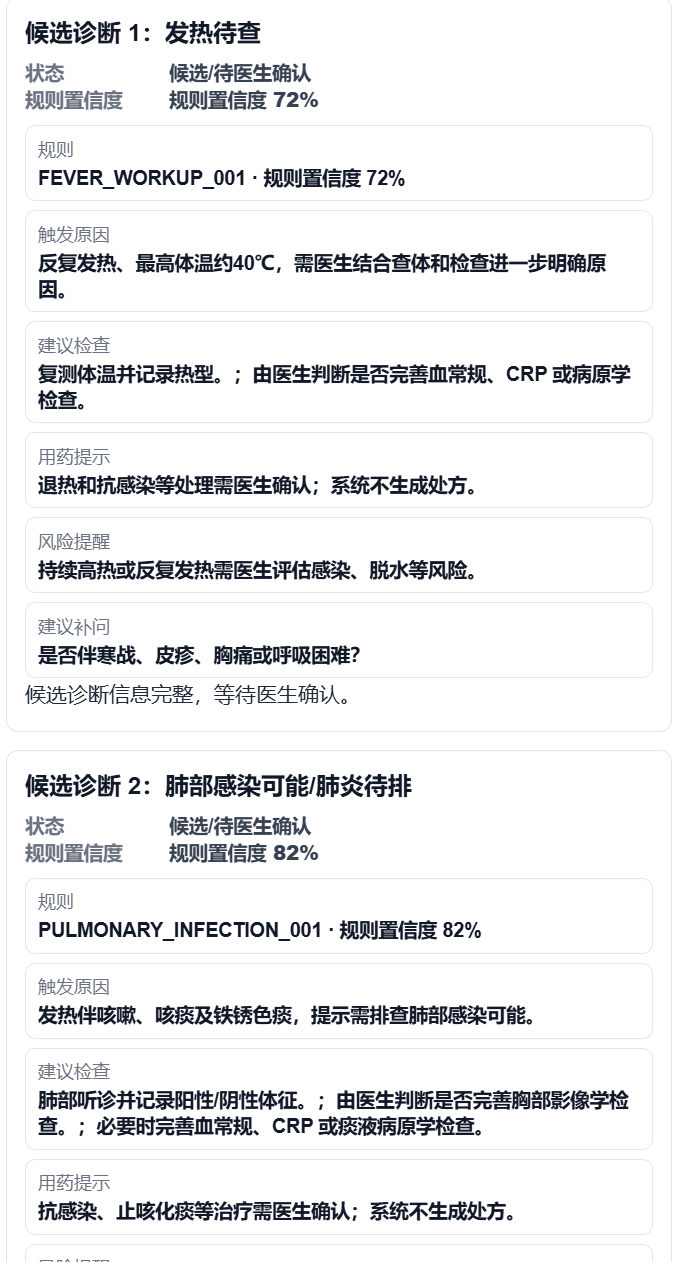 候选诊断 1：发热待查
状态 候选/待医生确认
规则置信度 规则置信度 72%
规则
FEVER_WORKUP_001 · 规则置信度 72%
触发原因
反复发热、最高体温约40℃，需医生结合查体和检查进一步明确原
因。
建议检查
复测体温并记录热型。；由医生判断是否完善血常规、CRP 或病原学
检查。
用药提示
退热和抗感染等处理需医生确认；系统不生成处方。
风险提醒
持续高热或反复发热需医生评估感染、脱水等风险。
建议补问
是否伴寒战、皮疹、胸痛或呼吸困难？
候选诊断信息完整，等待医生确认。
候选诊断 2：肺部感染可能/肺炎待排
状态 候选/待医生确认
规则置信度 规则置信度 82%
规则
PULMONARY_INFECTION_001 · 规则置信度 82%
触发原因
发热伴咳嗽、咳痰及铁锈色痰，提示需排查肺部感染可能。
建议检查
肺部听诊并记录阳性/阴性体征。；由医生判断是否完善胸部影像学检
查。；必要时完善血常规、CRP 或痰液病原学检查。
用药提示
抗感染、止咳化痰等治疗需医生确认；系统不生成处方。